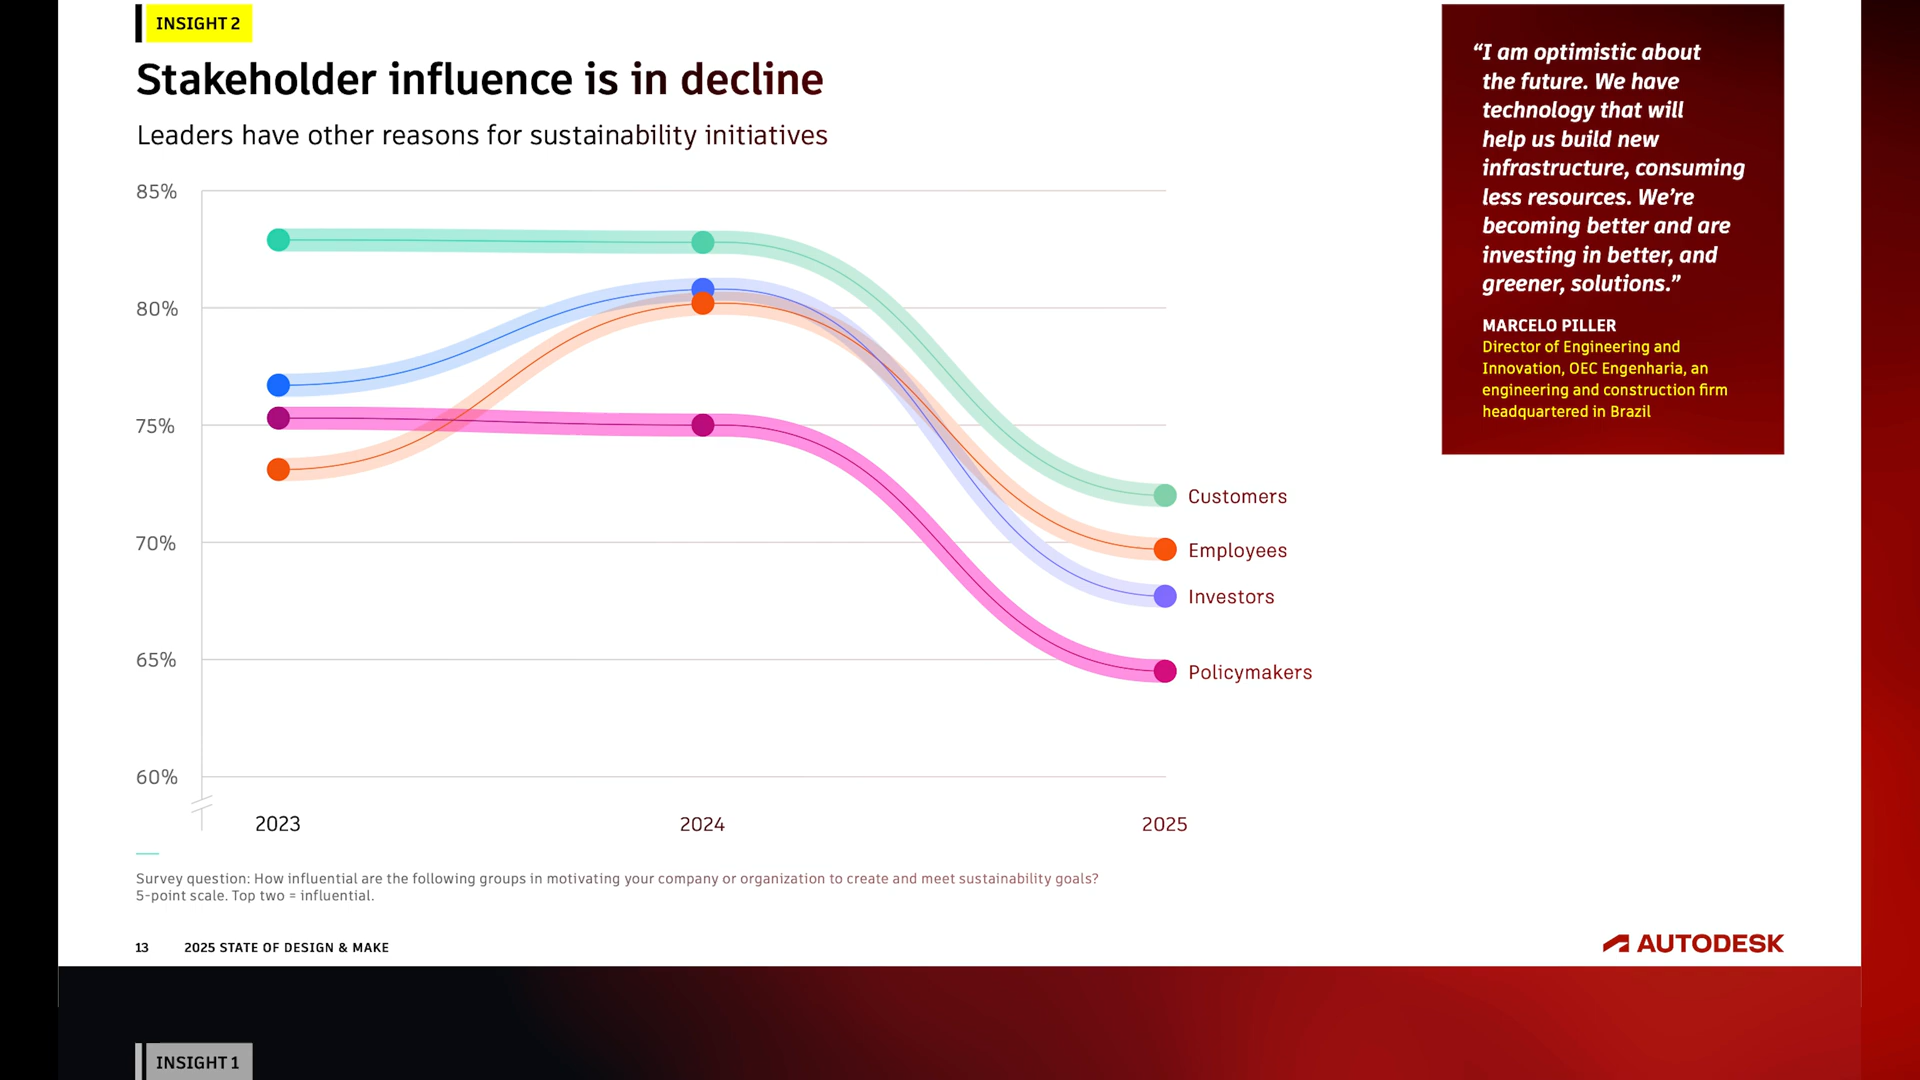 INSIGHT 2
Stakeholder influence is in decline
Leaders have other reasons for sustainability initiatives
85%
80%
75%
70%
65%
60%
2023
2024
2025
Customers
Employees
Investors
Policymakers
Survey question: How influential are the following groups in motivating your company or organization to create and meet sustainability goals?
5-point scale. Top two = influential.
“I am optimistic about
the future. We have
technology that will
help us build new
infrastructure, consuming
less resources. We’re
becoming better and are
investing in better, and
greener, solutions.”
MARCELO PILLER
Director of Engineering and
Innovation, OEC Engenharia, an
engineering and construction firm
headquartered in Brazil
13 2025 STATE OF DESIGN & MAKE
AUTODESK
INSIGHT 1